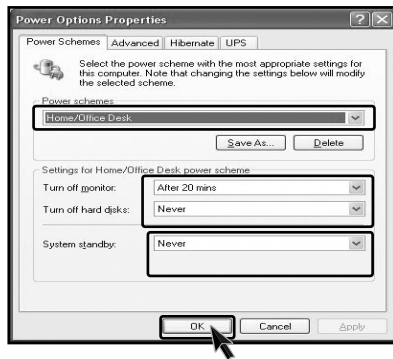 Power Options Properties
Power Schemes Advanced Hibernate UPS
Select the power scheme with the most appropriate settings for
this computer. Note that changing the settings below will modify
the selected scheme.
Power schemes
Home/Office Desk
Save As... Delete
Settings for Home/Office Desk power scheme
Turn off monitor: After 20 mins
Turn off hard disks: Never
System standby: Never
OK Cancel Apply